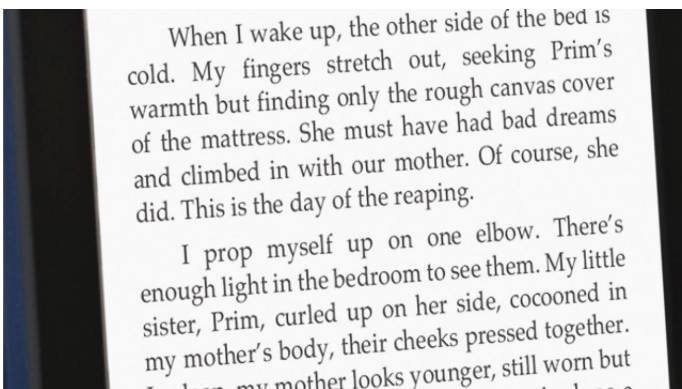 When I wake up, the other side of the bed is
cold. My fingers stretch out, seeking Prim's
warmth but finding only the rough canvas cover
of the mattress. She must have had bad dreams
and climbed in with our mother. Of course, she
did. This is the day of the reaping.
I prop myself up on one elbow. There's
enough light in the bedroom to see them. My little
sister, Prim, curled up on her side, cocooned in
my mother's body, their cheeks pressed together.
my mother looks younger, still worn but